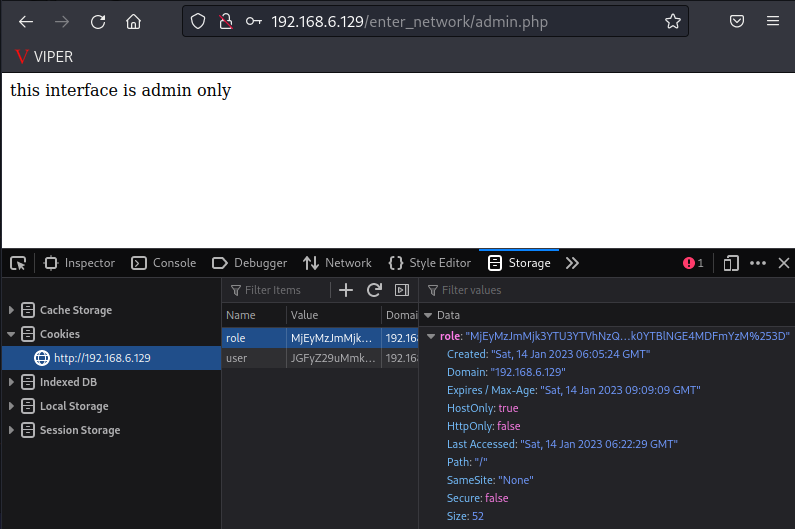 192.168.6.129/enter_network/admin.php
VIPER
this interface is admin only
Inspector Console Debugger Network Style Editor Storage 1
Filter Items Filter values
Cache Storage
Cookies
http://192.168.6.129
Indexed DB
Local Storage
Session Storage
Name Value Domai
role MjEyMzJmMjk... 192.168
user JGFyZ29uMmk... 192.168
Data
role: "MjEyMzJmMjk3YTU3YTVhNzQ...k0YTBlNGE4MDFmYzM%253D"
Created: "Sat, 14 Jan 2023 06:05:24 GMT"
Domain: "192.168.6.129"
Expires / Max-Age: "Sat, 14 Jan 2023 09:09:09 GMT"
HostOnly: true
HttpOnly: false
Last Accessed: "Sat, 14 Jan 2023 06:22:29 GMT"
Path: "/"
SameSite: "None"
Secure: false
Size: 52